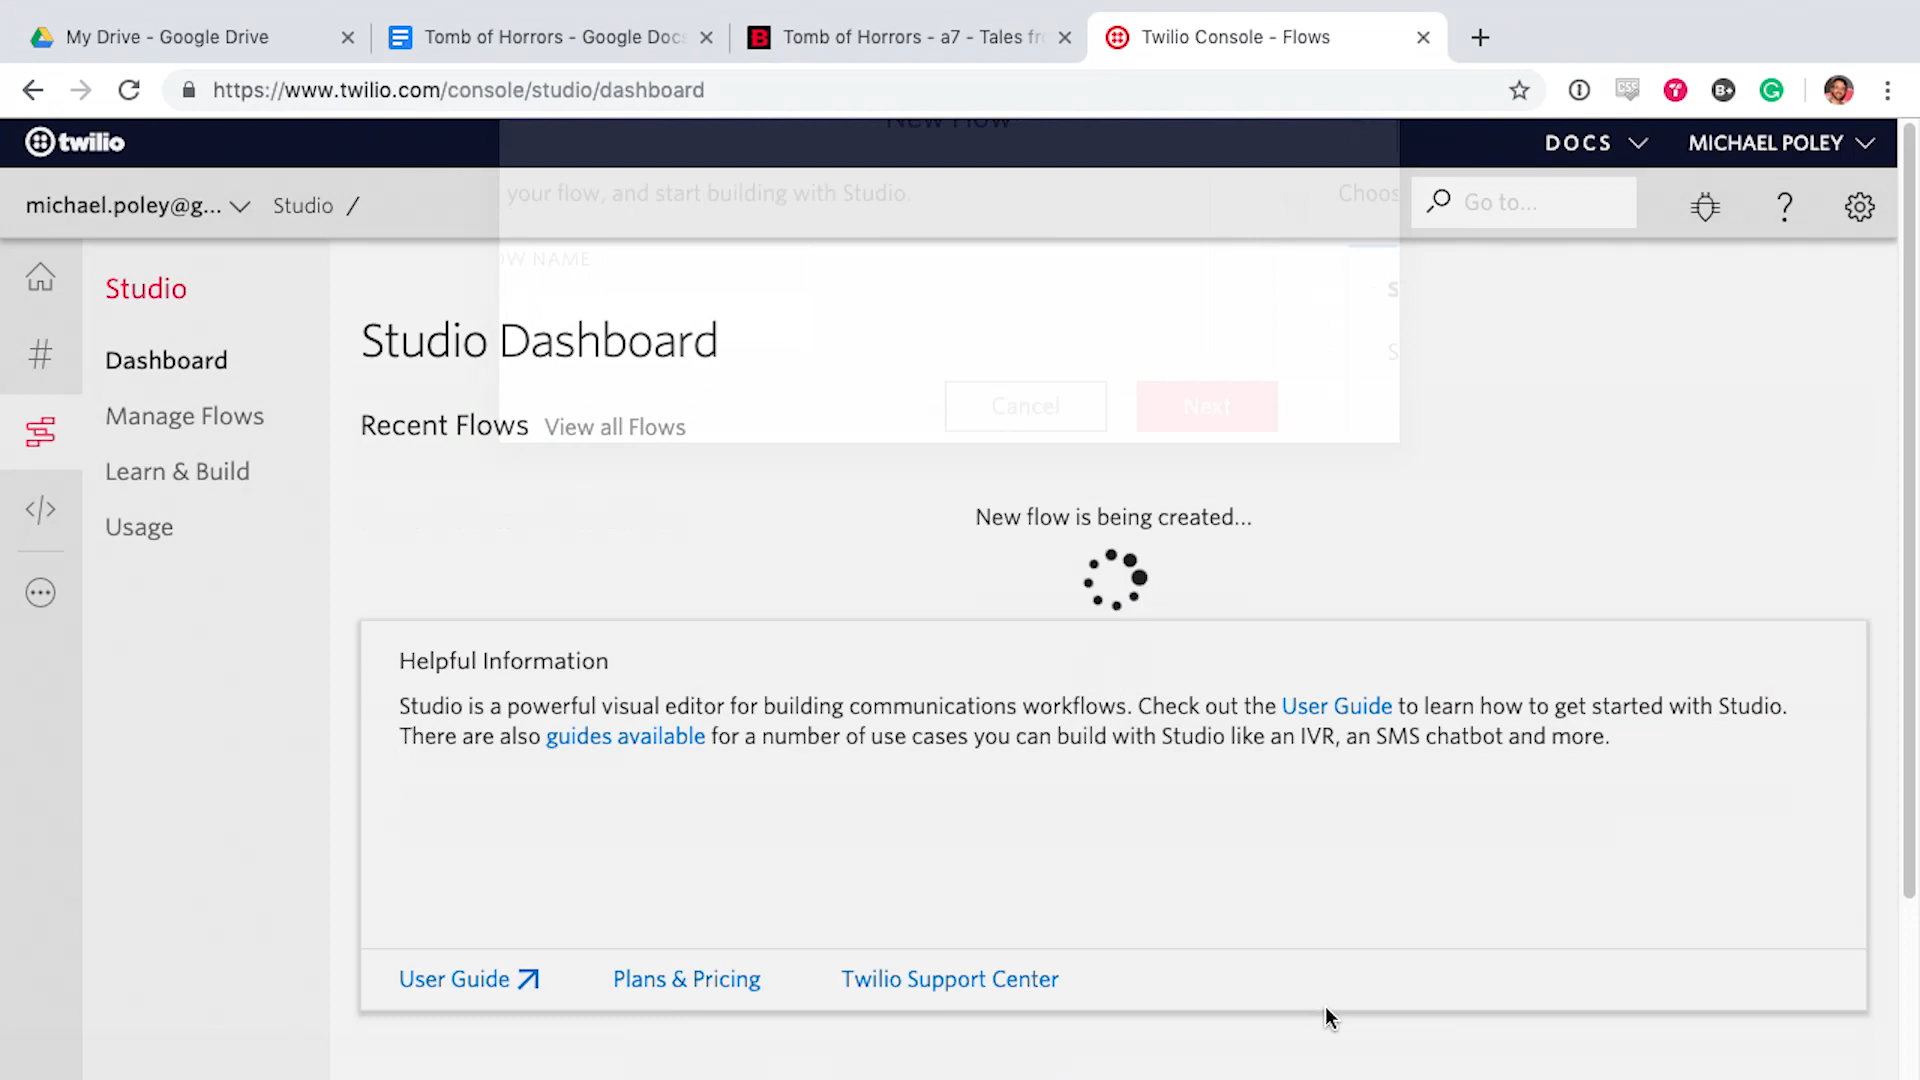 My Drive - Google Drive
Tomb of Horrors - Google Docs
Tomb of Horrors - a7 - Tales fr
Twilio Console - Flows
https://www.twilio.com/console/studio/dashboard
CSS
B+
twilio
New Flow
DOCS
MICHAEL POLEY
michael.poley@g...
Studio /
your flow, and start building with Studio.
Choos
Go to...
OW NAME
Studio
Studio Dashboard
Dashboard
Manage Flows
Learn & Build
Usage
Cancel
Next
Recent Flows View all Flows
New flow is being created...
Helpful Information
Studio is a powerful visual editor for building communications workflows. Check out the User Guide to learn how to get started with Studio.
There are also guides available for a number of use cases you can build with Studio like an IVR, an SMS chatbot and more.
User Guide
Plans & Pricing
Twilio Support Center